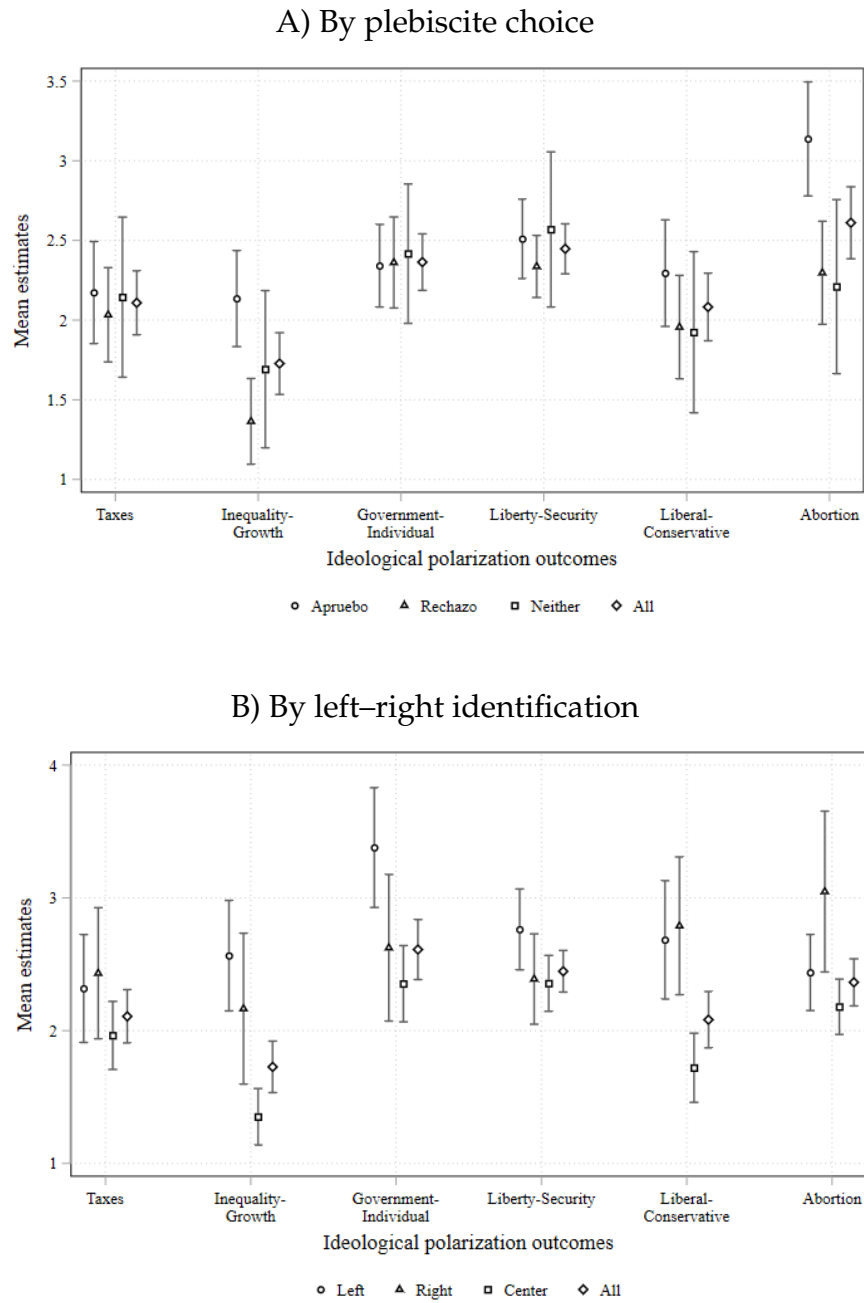 A) By plebiscite choice
3.5
3
2.5
2
1.5
1
Mean estimates
Taxes
Inequality-
Growth
Government-
Individual
Liberty-Security
Liberal-
Conservative
Abortion
Ideological polarization outcomes
Apruebo Rechazo Neither All
B) By left–right identification
4
3
2
1
Mean estimates
Taxes
Inequality-
Growth
Government-
Individual
Liberty-Security
Liberal-
Conservative
Abortion
Ideological polarization outcomes
Left Right Center All